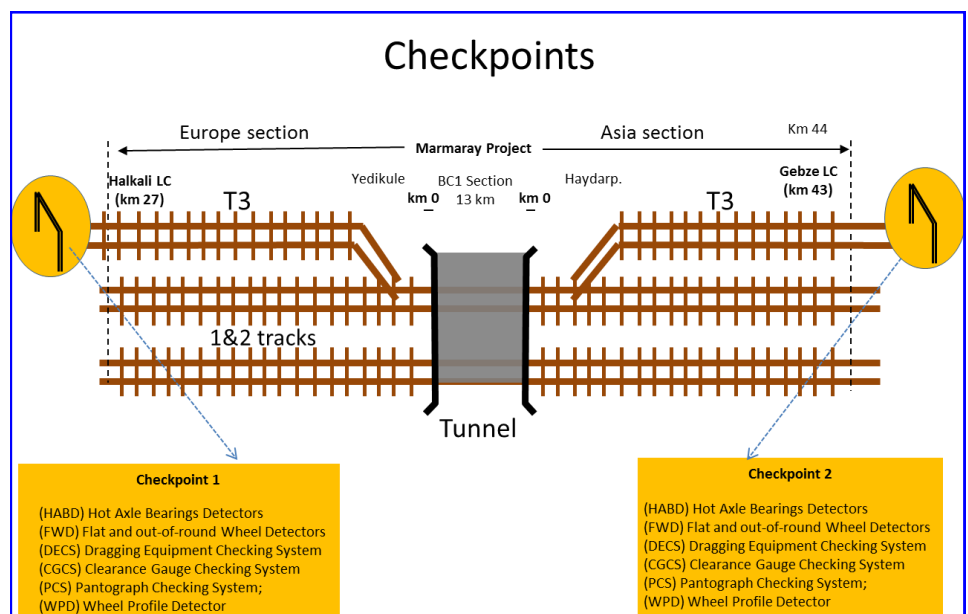 Checkpoints
Europe section
Asia section
Km 44
Marmaray Project
Halkali LC
(km 27)
T3
Yedikule
km 0
BC1 Section
13 km
km 0
Haydarp.
T3
Gebze LC
(km 43)
1&2 tracks
Tunnel
Checkpoint 1
(HABD) Hot Axle Bearings Detectors
(FWD) Flat and out-of-round Wheel Detectors
(DECS) Dragging Equipment Checking System
(CGCS) Clearance Gauge Checking System
(PCS) Pantograph Checking System;
(WPD) Wheel Profile Detector
Checkpoint 2
(HABD) Hot Axle Bearings Detectors
(FWD) Flat and out-of-round Wheel Detectors
(DECS) Dragging Equipment Checking System
(CGCS) Clearance Gauge Checking System
(PCS) Pantograph Checking System;
(WPD) Wheel Profile Detector